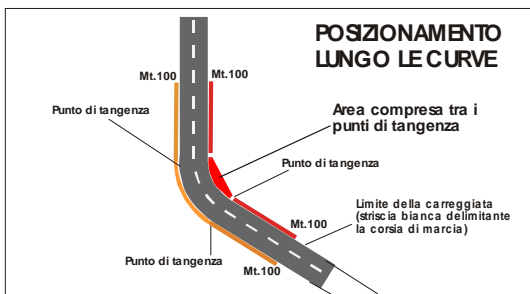 POSIZIONAMENTO
LUNGO LE CURVE
Mt.100
Mt.100
Area compresa tra i
punti di tangenza
Punto di tangenza
Punto di tangenza
Limite della carreggiata
(striscia bianca delimitante
la corsia di marcia)
Mt.100
Punto di tangenza
Mt.100